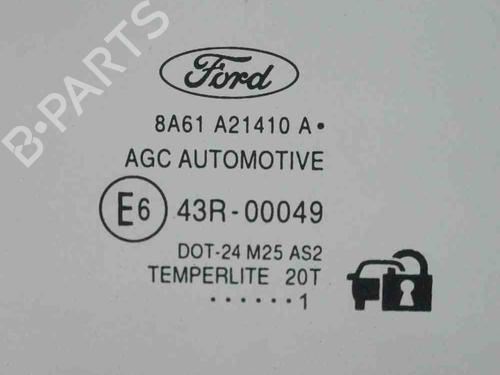 B-PARTS
Ford
8A61 A21410 A•
AGC AUTOMOTIVE
E6 43R-00049
DOT-24 M25 AS2
TEMPERLITE 20T
······1